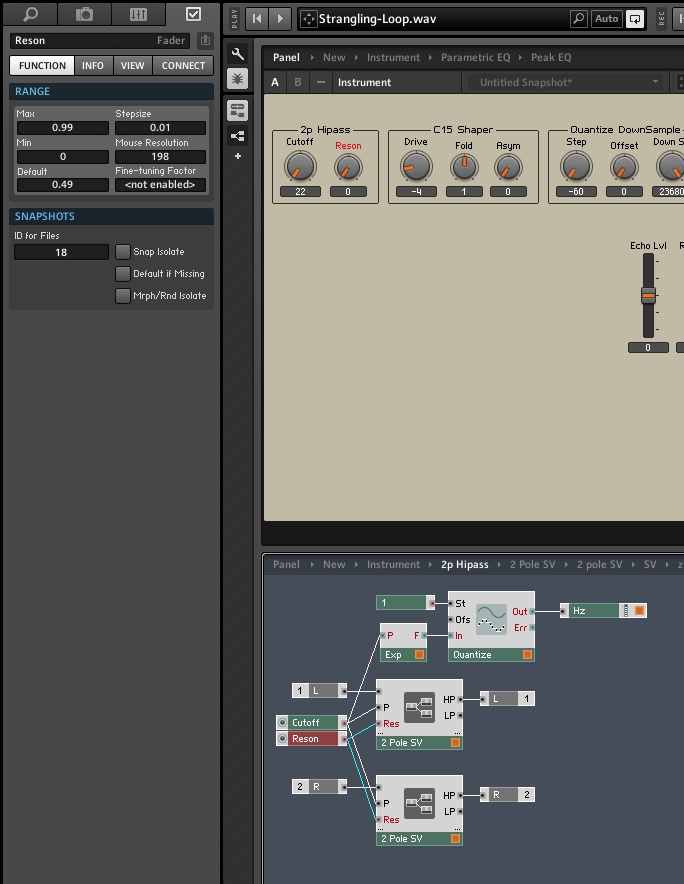 PLAY
Strangling-Loop.wav
Auto
REC
Reson Fader
FUNCTION INFO VIEW CONNECT
RANGE
Max Stepsize
0.99 0.01
Min Mouse Resolution
0 198
Default Fine-tuning Factor
0.49 <not enabled>
SNAPSHOTS
ID for Files
18 Snap Isolate
Default if Missing
Mrph/Rnd Isolate
Panel New Instrument Parametric EQ Peak EQ
A B — Instrument Untitled Snapshot*
2p Hipass C15 Shaper Quantize DownSample
Cutoff Reson Drive Fold Asym Step Offset Down S
22 0 -4 1 0 -60 0 23680
Echo Lvl R
0
Panel New Instrument 2p Hipass 2 Pole SV 2 pole SV SV z
1 St
Ofs Out Hz
P F In Err
Exp Quantize
1 L HP L 1
P LP
Cutoff Res
Reson ... 2 Pole SV
2 R HP R 2
P LP
Res
... ...
2 Pole SV